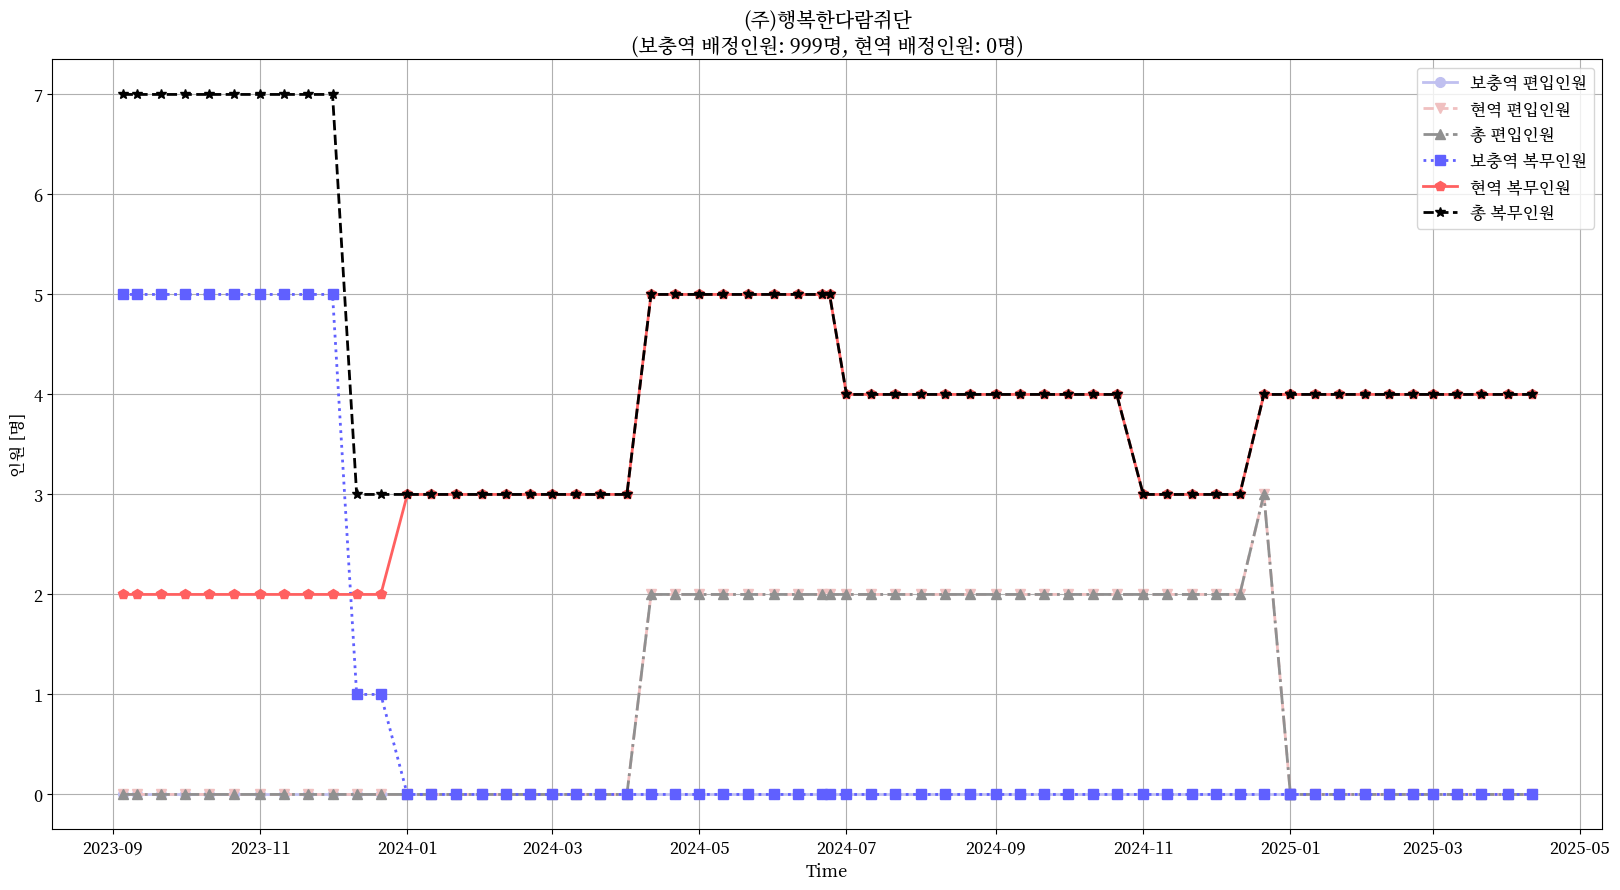 (주)행복한다람쥐단
(보충역 배정인원: 999명, 현역 배정인원: 0명)
보충역 편입인원
현역 편입인원
총 편입인원
보충역 복무인원
현역 복무인원
총 복무인원
인원 [명]
7
6
5
4
3
2
1
0
2023-09
2023-11
2024-01
2024-03
2024-05
2024-07
2024-09
2024-11
2025-01
2025-03
2025-05
Time